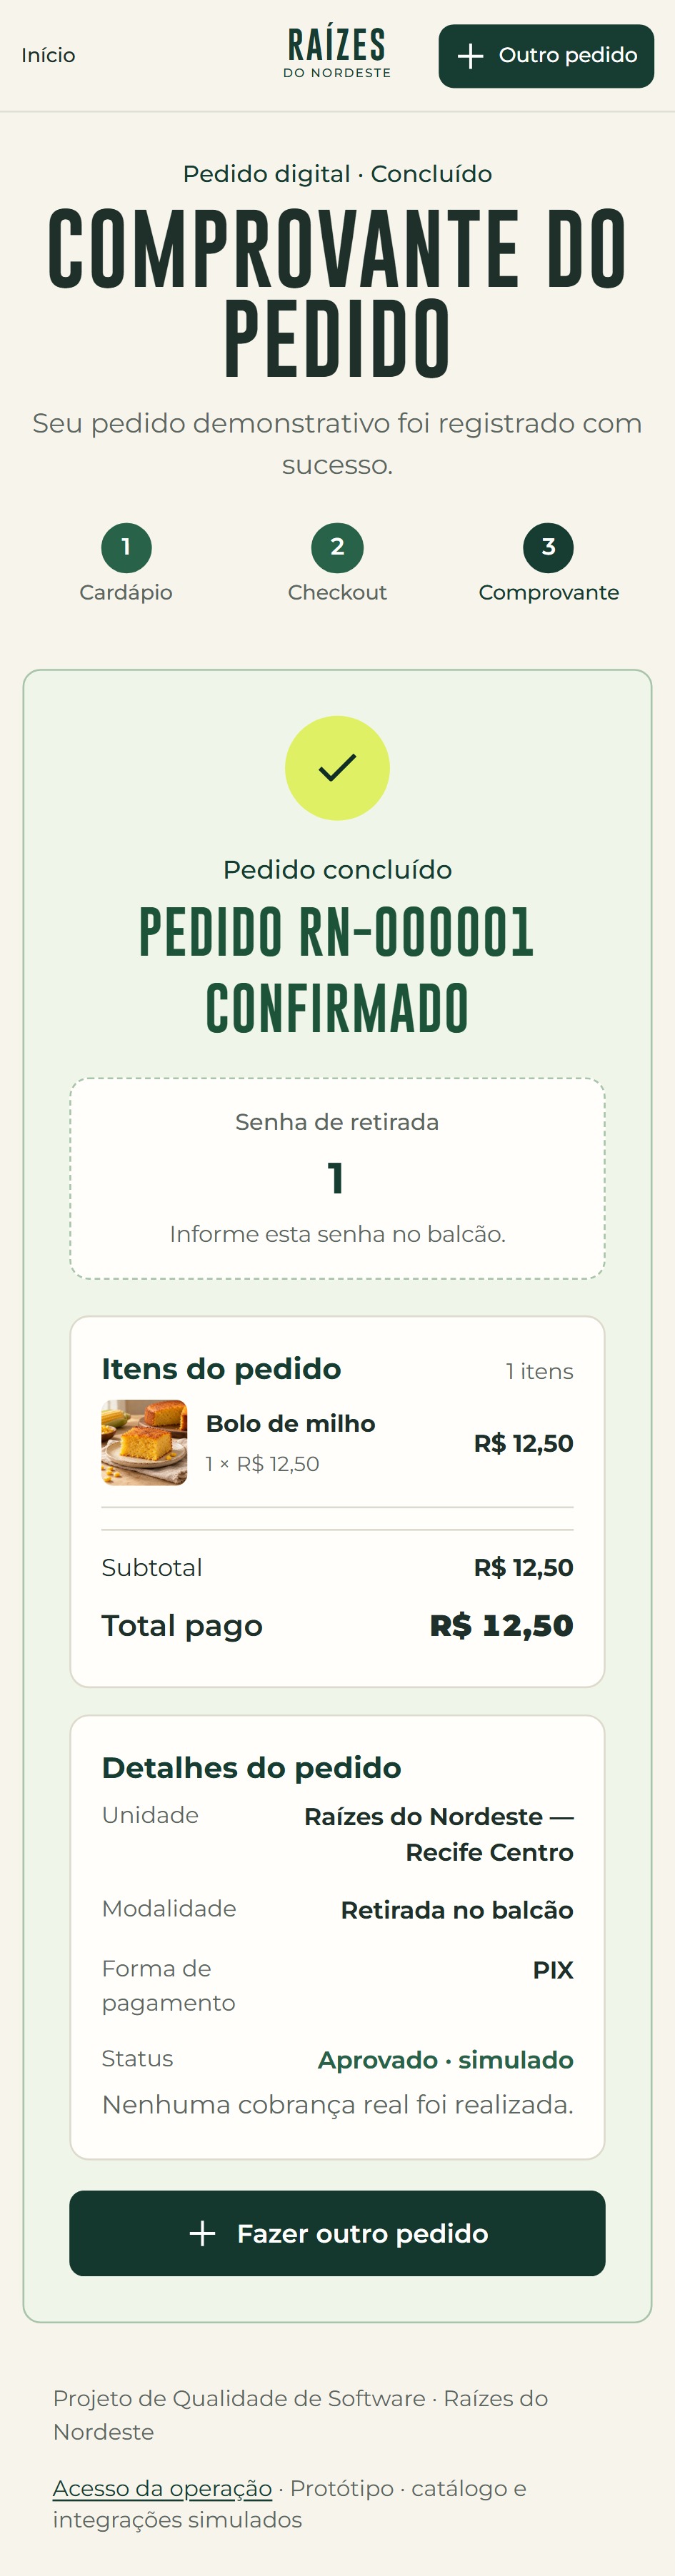 Início
RAÍZES
DO NORDESTE
Outro pedido
Pedido digital · Concluído
COMPROVANTE DO
PEDIDO
Seu pedido demonstrativo foi registrado com
sucesso.
1
Cardápio
2
Checkout
3
Comprovante
Pedido concluído
PEDIDO RN-000001
CONFIRMADO
Senha de retirada
1
Informe esta senha no balcão.
Itens do pedido
1 itens
Bolo de milho
1 × R$ 12,50
R$ 12,50
Subtotal
R$ 12,50
Total pago
R$ 12,50
Detalhes do pedido
Unidade
Raízes do Nordeste —
Recife Centro
Modalidade
Retirada no balcão
Forma de
pagamento
PIX
Status
Aprovado · simulado
Nenhuma cobrança real foi realizada.
Fazer outro pedido
Projeto de Qualidade de Software · Raízes do
Nordeste
Acesso da operação · Protótipo · catálogo e
integrações simulados